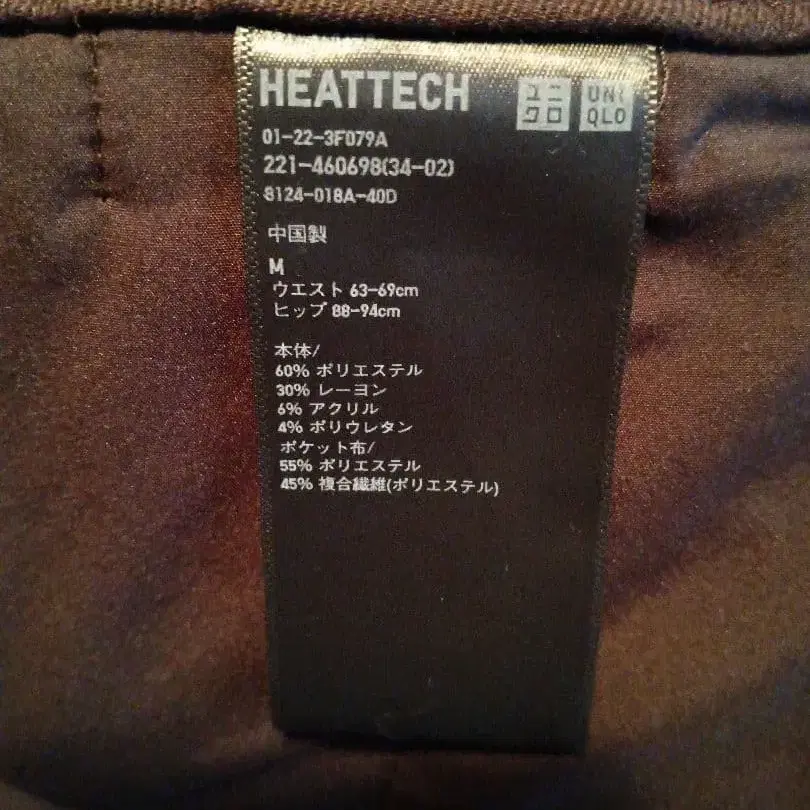 HEATTECH
ユニ
クロ
UNI
QLO
01-22-3F079A
221-460698(34-02)
8124-018A-40D
中国製
M
ウエスト 63-69cm
ヒップ 88-94cm
本体/
60% ポリエステル
30% レーヨン
6% アクリル
4% ポリウレタン
ポケット布/
55% ポリエステル
45% 複合繊維(ポリエステル)